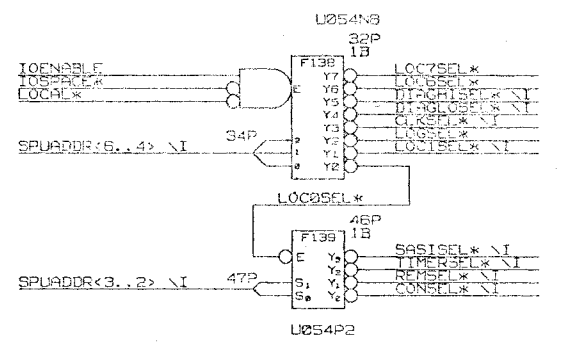 U054N8
32P
1B
F138
IOENABLE
IOSPACE*
LOCAL*
E
Y7
Y6
Y5
Y4
Y3
Y2
Y1
Y0
LOC7SEL*
LOC6SEL*
DIAGHISEL* \I
DIAGLOSEL* \I
CLKSEL* \I
LOC1SEL* \I
34P
SPUADDR<6..4> \I
2
1
0
LOC0SEL*
46P
1B
F139
E
Y3
Y2
Y1
Y0
SASISEL* \I
TIMERSEL* \I
REMSEL* \I
CONSEL* \I
SPUADDR<3..2> \I
47P
S1
S0
U054P2